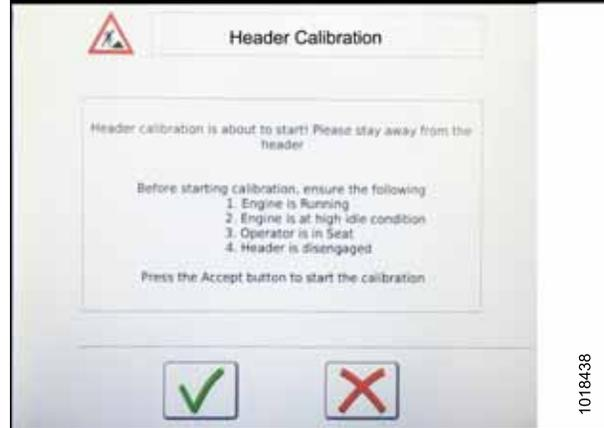 Header Calibration
Header calibration is about to start! Please stay away from the
header
Before starting calibration, ensure the following
1. Engine is Running
2. Engine is at high idle condition
3. Operator is in Seat
4. Header is disengaged
Press the Accept button to start the calibration
1018438